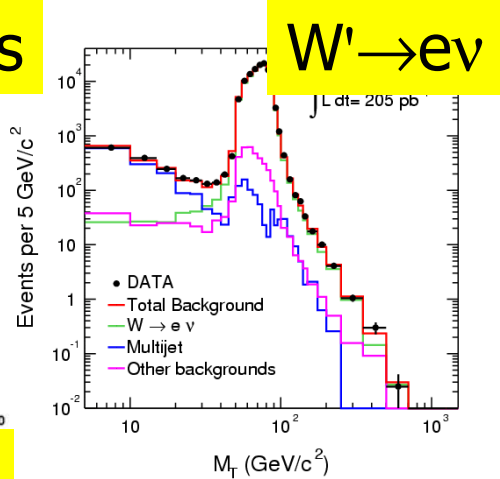 s
W'→eν
∫L dt= 205 pb
Events per 5 GeV/c²
10⁴
10³
10²
10
1
10⁻¹
10⁻²
DATA
Total Background
W → e ν
Multijet
Other backgrounds
10
10²
10³
M_T (GeV/c²)